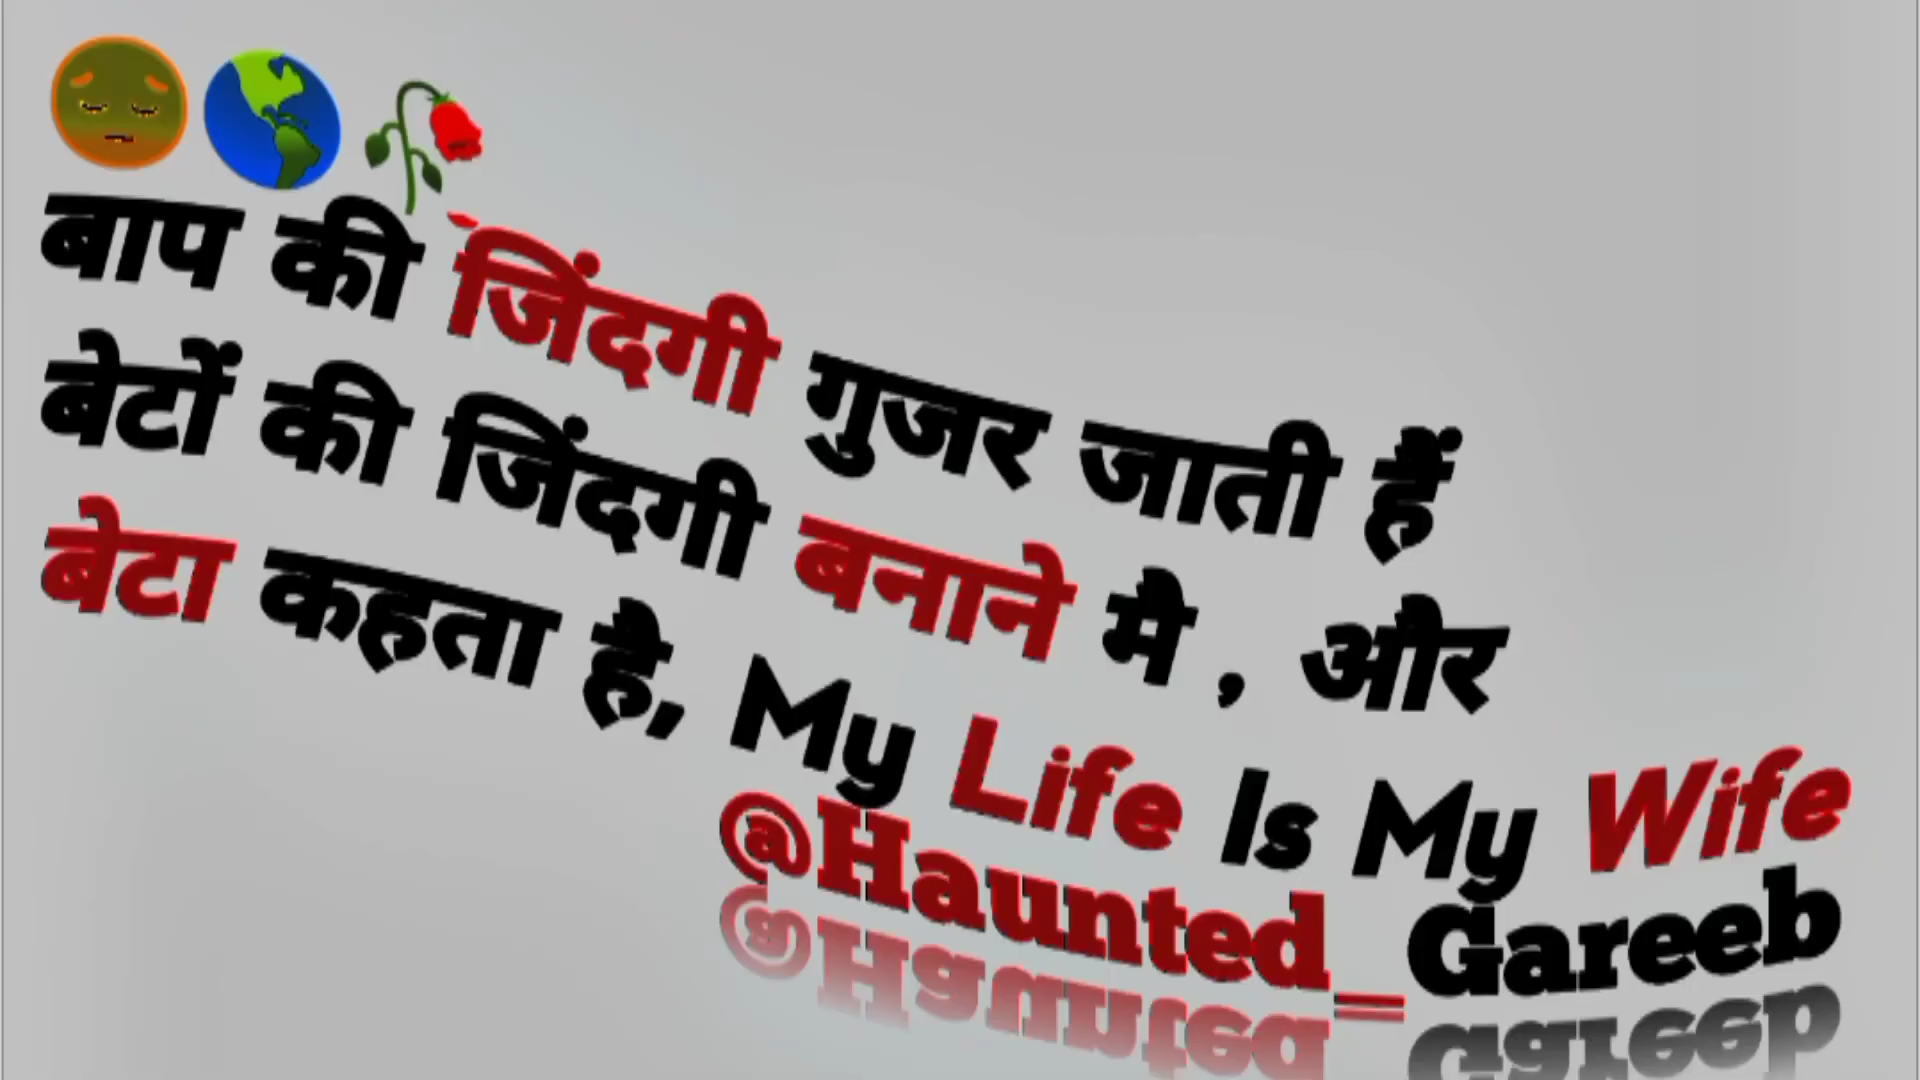 😔🌎🥀
बाप की जिंदगी गुजर जाती हैं
बेटों की जिंदगी बनाने मै , और
बेटा कहता है, My Life Is My Wife
@Haunted_Gareeb